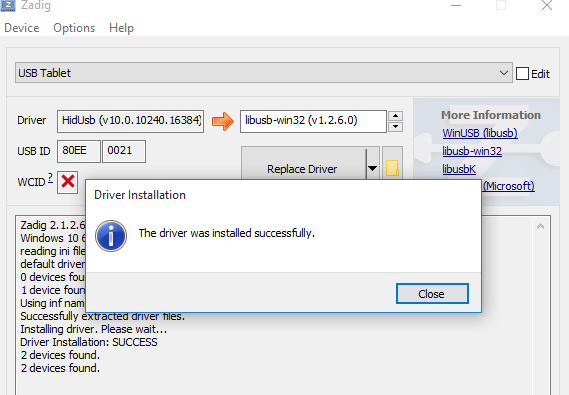 Zadig
Device Options Help
USB Tablet
Edit
Driver HidUsb (v10.0.10240.16384) libusb-win32 (v1.2.6.0)
More Information
WinUSB (libusb)
USB ID 80EE 0021
libusb-win32
Replace Driver
libusbK
WCID ?
(Microsoft)
Driver Installation
The driver was installed successfully.
Close
Zadig 2.1.2.6
Windows 10 6
reading ini file
default driver
0 devices fou
1 device foun
Using inf nam
Successfully extracted driver files.
Installing driver. Please wait...
Driver Installation: SUCCESS
2 devices found.
2 devices found.